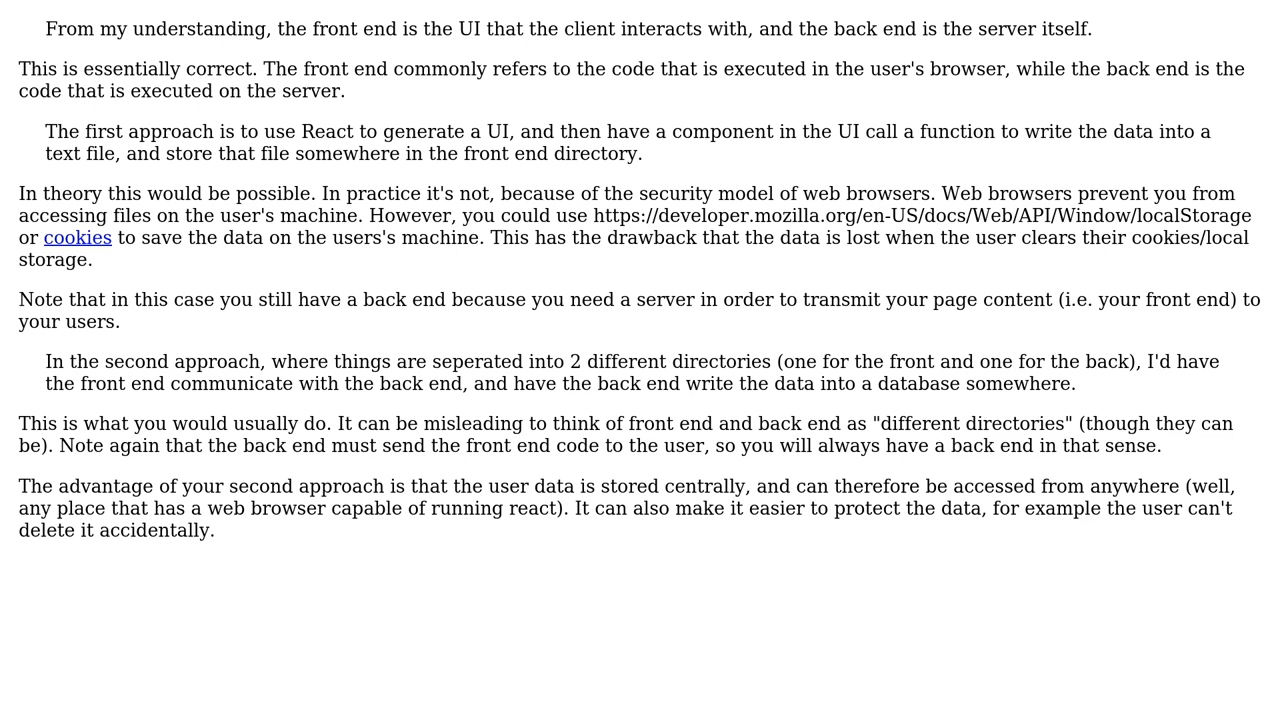 From my understanding, the front end is the UI that the client interacts with, and the back end is the server itself.
This is essentially correct. The front end commonly refers to the code that is executed in the user's browser, while the back end is the
code that is executed on the server.
The first approach is to use React to generate a UI, and then have a component in the UI call a function to write the data into a
text file, and store that file somewhere in the front end directory.
In theory this would be possible. In practice it's not, because of the security model of web browsers. Web browsers prevent you from
accessing files on the user's machine. However, you could use https://developer.mozilla.org/en-US/docs/Web/API/Window/localStorage
or cookies to save the data on the users's machine. This has the drawback that the data is lost when the user clears their cookies/local
storage.
Note that in this case you still have a back end because you need a server in order to transmit your page content (i.e. your front end) to
your users.
In the second approach, where things are seperated into 2 different directories (one for the front and one for the back), I'd have
the front end communicate with the back end, and have the back end write the data into a database somewhere.
This is what you would usually do. It can be misleading to think of front end and back end as "different directories" (though they can
be). Note again that the back end must send the front end code to the user, so you will always have a back end in that sense.
The advantage of your second approach is that the user data is stored centrally, and can therefore be accessed from anywhere (well,
any place that has a web browser capable of running react). It can also make it easier to protect the data, for example the user can't
delete it accidentally.